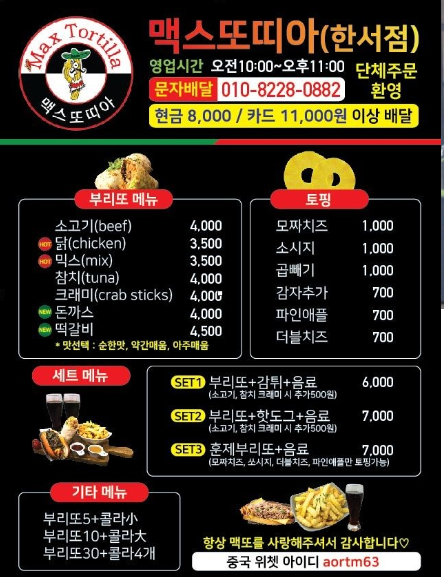 Max Tortilla
맥스또띠아
맥스또띠아(한서점)
영업시간 오전10:00~오후11:00
문자배달 010-8228-0882
단체주문
환영
현금 8,000 / 카드 11,000원 이상 배달
부리또 메뉴
소고기(beef) 4,000
HOT 닭(chicken) 3,500
HOT 믹스(mix) 3,500
참치(tuna) 4,000
크래미(crab sticks) 4,000
NEW 돈까스 4,000
NEW 떡갈비 4,500
* 맛선택 : 순한맛, 약간매움, 아주매움
토핑
모짜치즈 1,000
소시지 1,000
곱빼기 1,000
감자추가 700
파인애플 700
더블치즈 700
세트 메뉴
SET1 부리또+감튀+음료 6,000
(소고기, 참치 크래미 시 추가500원)
SET2 부리또+핫도그+음료 7,000
(소고기, 참치 크래미 시 추가500원)
SET3 훈제부리또+음료 7,000
(모짜치즈, 쏘시지, 더블치즈, 파인애플만 토핑가능)
기타 메뉴
부리또5+콜라小
부리또10+콜라大
부리또30+콜라4개
항상 맥또를 사랑해주셔서 감사합니다♡
중국 위쳇 아이디 aortm63